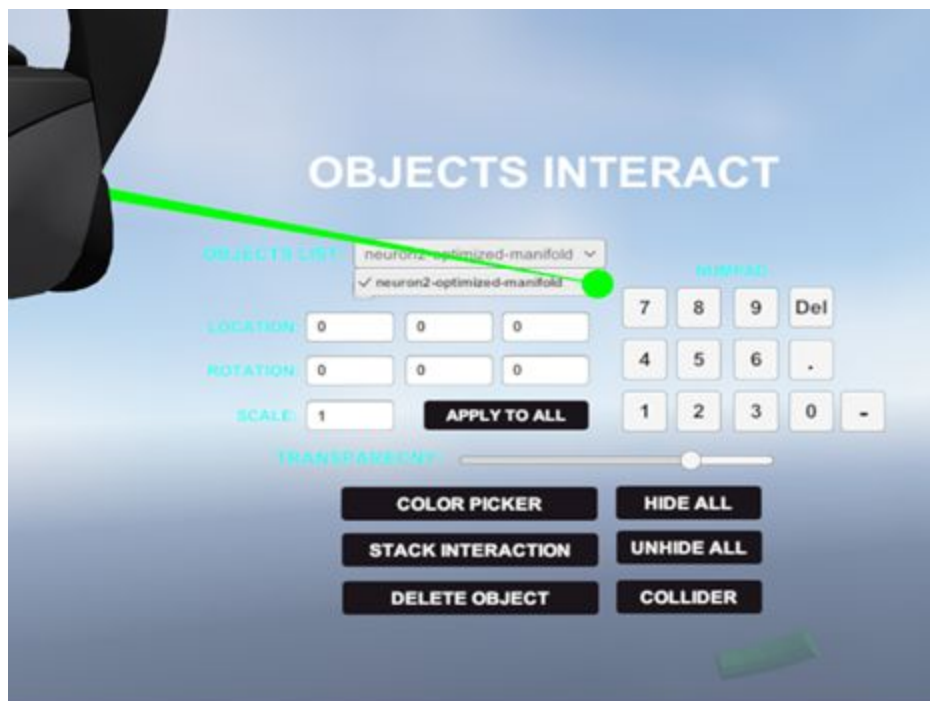 OBJECTS INTERACT
OBJECTS LIST: neuron2-optimized-manifold
✓ neuron2-optimized-manifold
NUMPAD
7 8 9 Del
LOCATION: 0 0 0
4 5 6 .
ROTATION: 0 0 0
1 2 3 0 -
SCALE: 1 APPLY TO ALL
TRANSPARECNY:
COLOR PICKER HIDE ALL
STACK INTERACTION UNHIDE ALL
DELETE OBJECT COLLIDER